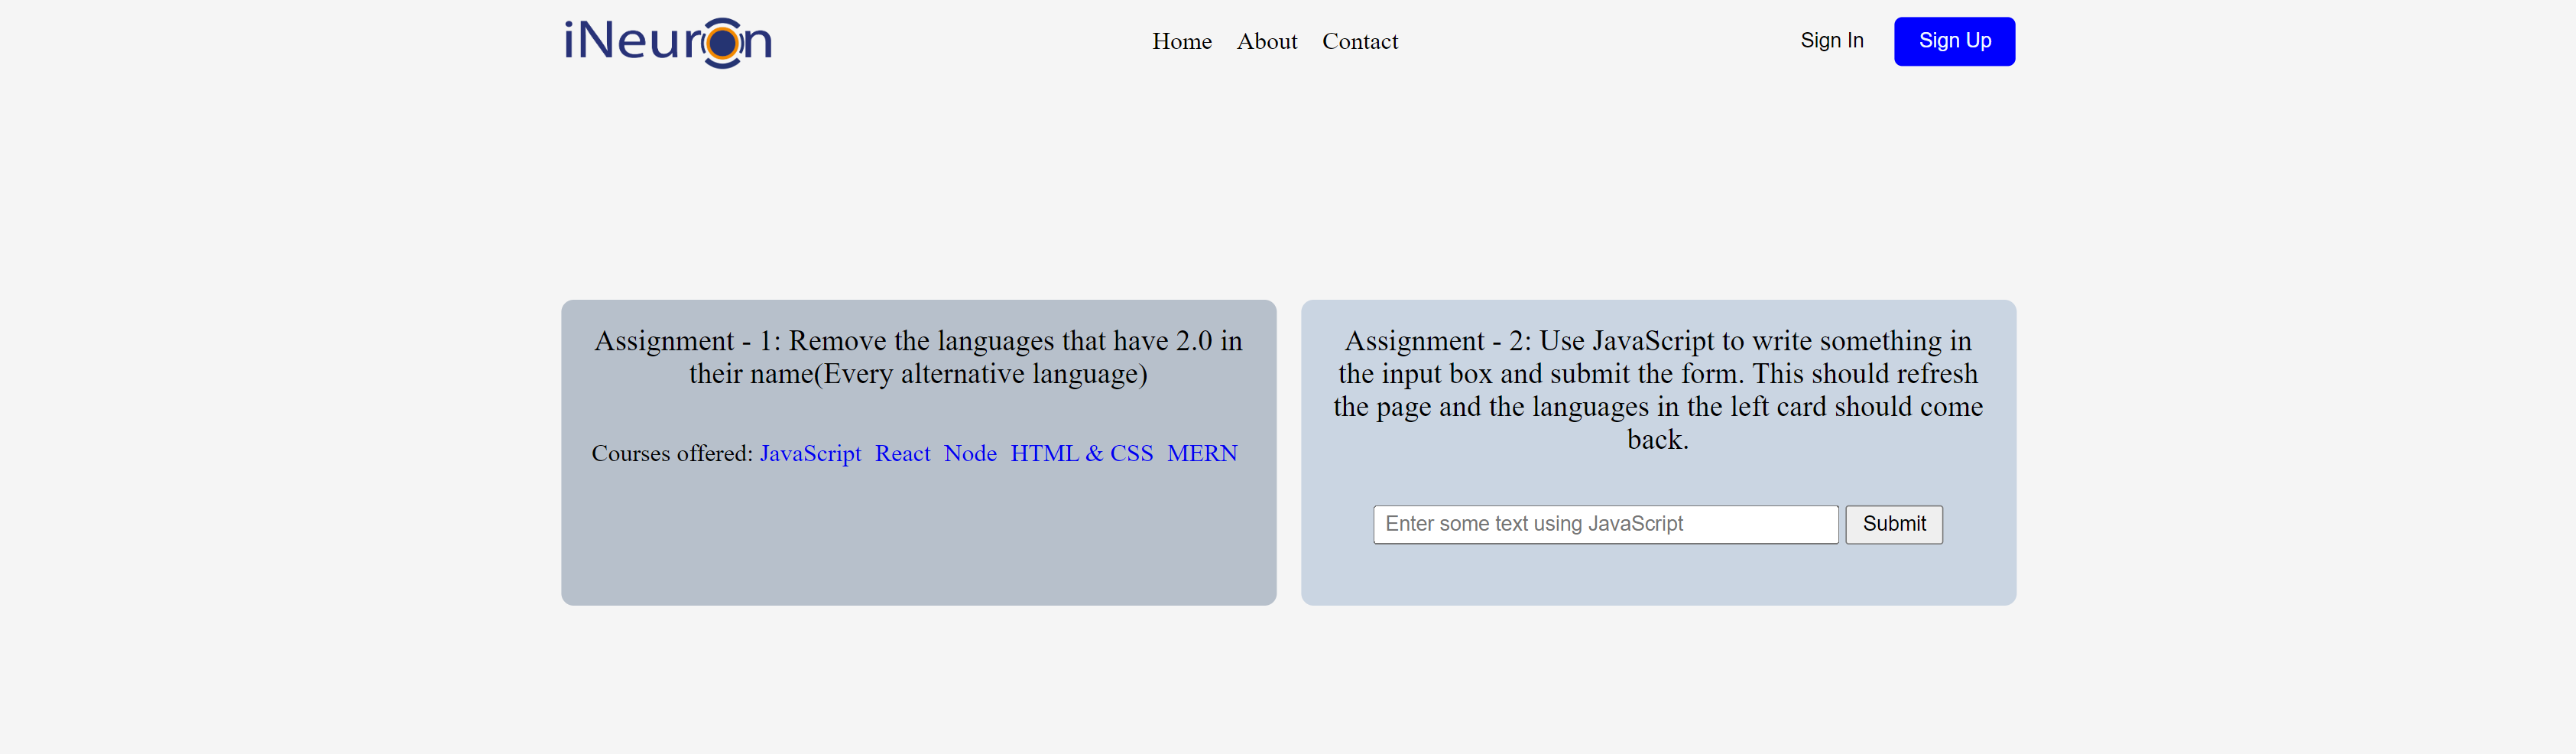 iNeuron
Home About Contact
Sign In
Sign Up
Assignment - 1: Remove the languages that have 2.0 in
their name(Every alternative language)
Courses offered: JavaScript React Node HTML & CSS MERN
Assignment - 2: Use JavaScript to write something in
the input box and submit the form. This should refresh
the page and the languages in the left card should come
back.
Enter some text using JavaScript
Submit